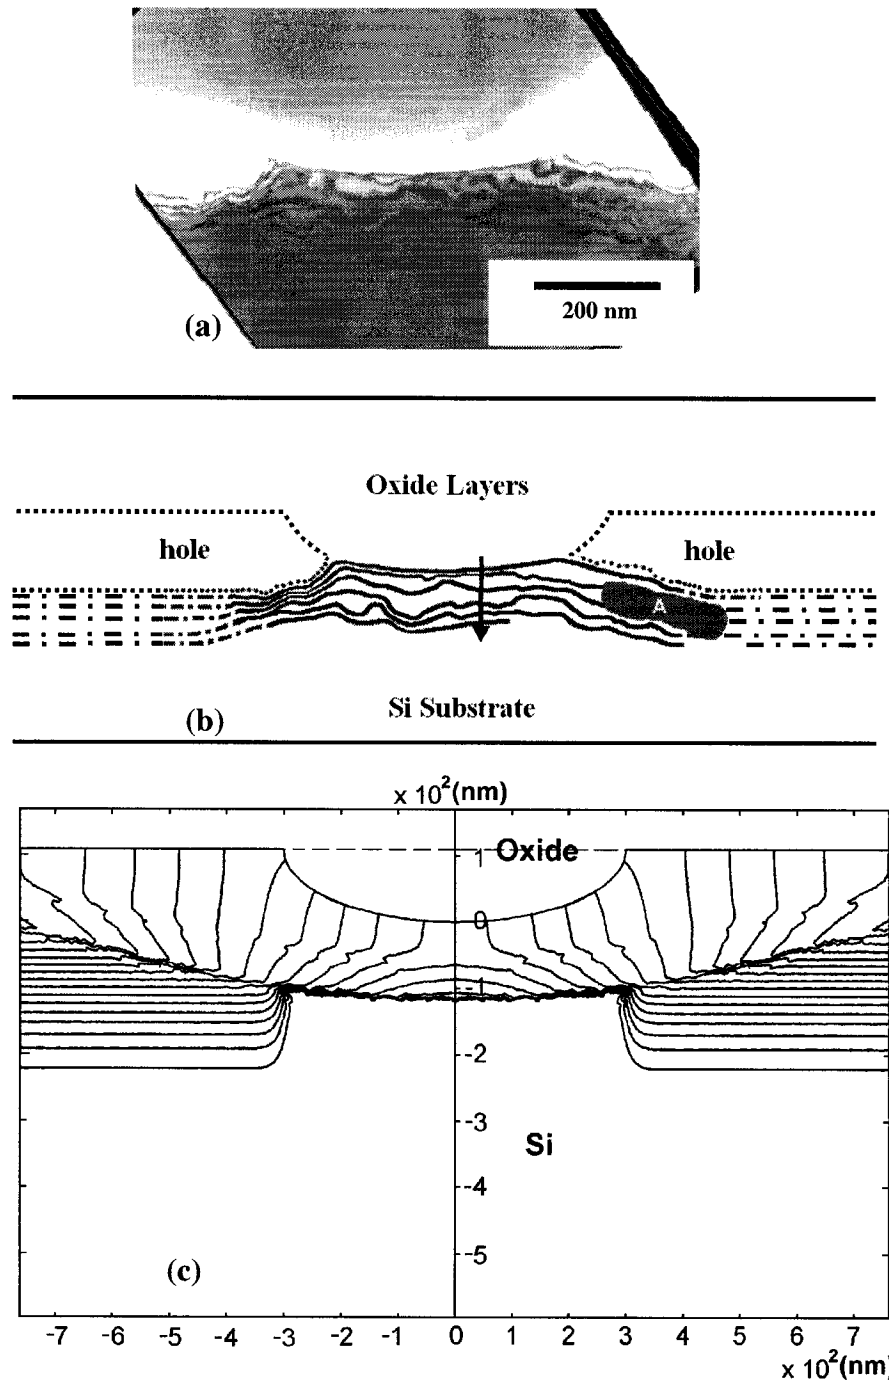 200 nm
(a)
Oxide Layers
hole
hole
A
(b)
Si Substrate
x 10²(nm)
Oxide
1
0
-1
-2
-3
Si
-4
-5
(c)
-7 -6 -5 -4 -3 -2 -1 0 1 2 3 4 5 6 7
x 10²(nm)